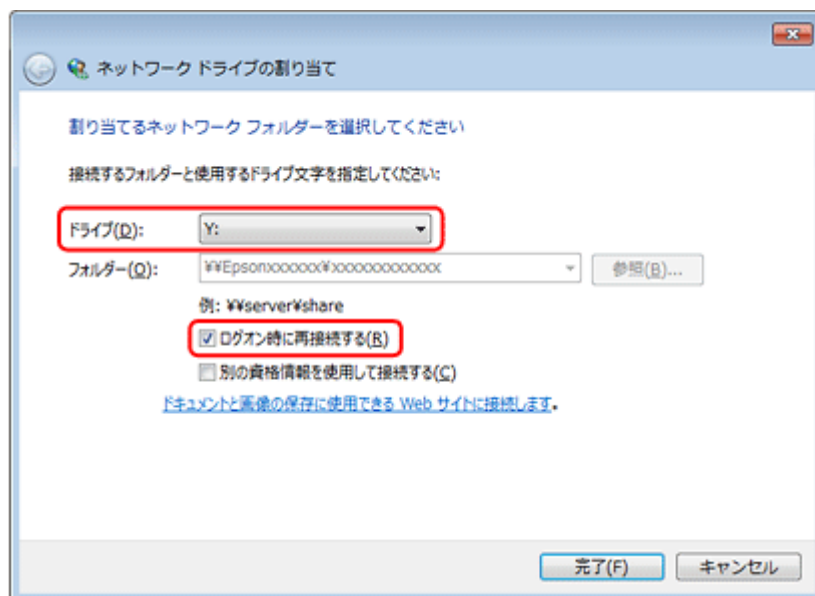 ネットワーク ドライブの割り当て
割り当てるネットワーク フォルダーを選択してください
接続するフォルダーと使用するドライブ文字を指定してください:
ドライブ(D): Y:
フォルダー(O): ¥¥Epsonxxxxxx¥xxxxxxxxxxxxx 参照(B)...
例: ¥¥server¥share
ログオン時に再接続する(R)
別の資格情報を使用して接続する(C)
ドキュメントと画像の保存に使用できる Web サイトに接続します。
完了(F) キャンセル